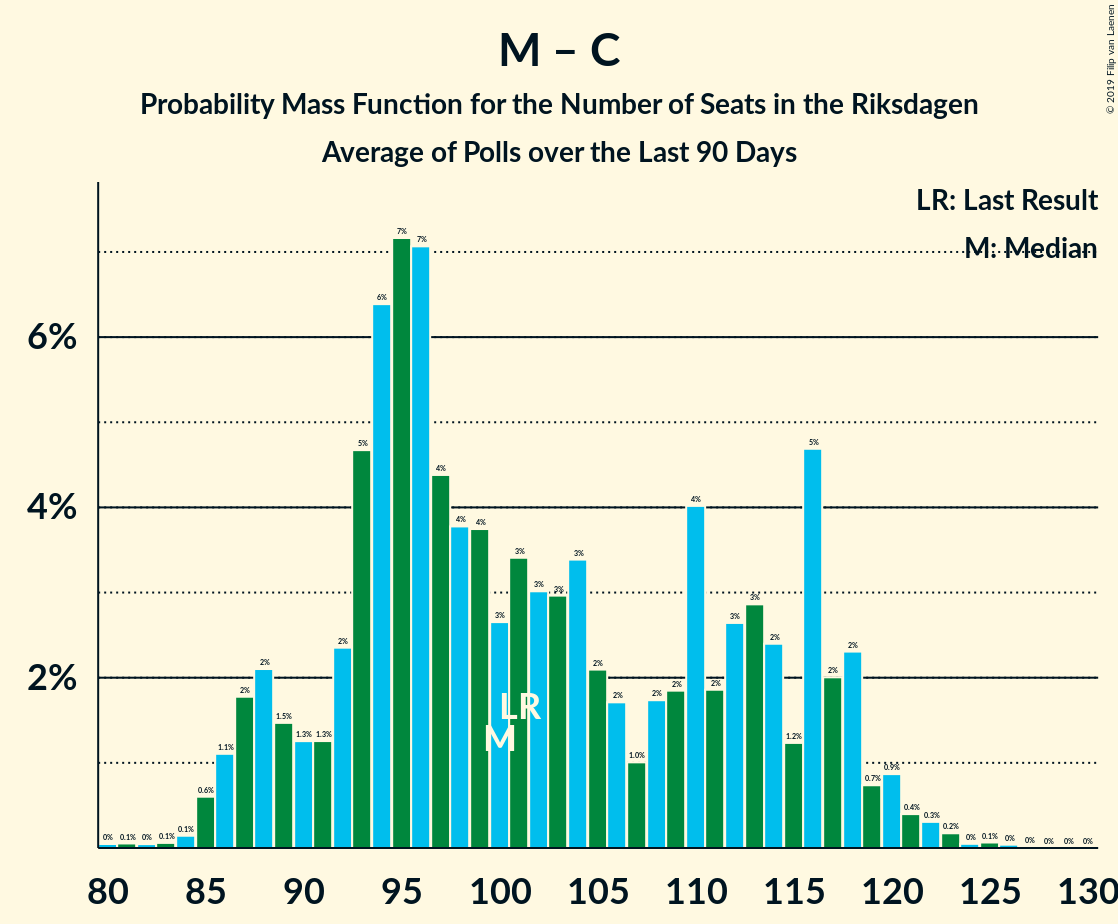 © 2019 Filip van Laenen
M – C
Probability Mass Function for the Number of Seats in the Riksdagen
Average of Polls over the Last 90 Days
LR: Last Result
M: Median
6%
4%
2%
0% 0.1% 0% 0.1% 0.1% 0.6% 1.1% 2% 2% 1.5% 1.3% 1.3% 2% 5% 6% 7% 7% 4% 4% 4% 3% 3% 3% 3% 3% 2% 2% 1.0% 2% 2% 4% 2% 3% 3% 2% 1.2% 5% 2% 2% 0.7% 0.9% 0.4% 0.3% 0.2% 0% 0.1% 0% 0% 0% 0% 0%
LR
M
80 85 90 95 100 105 110 115 120 125 130